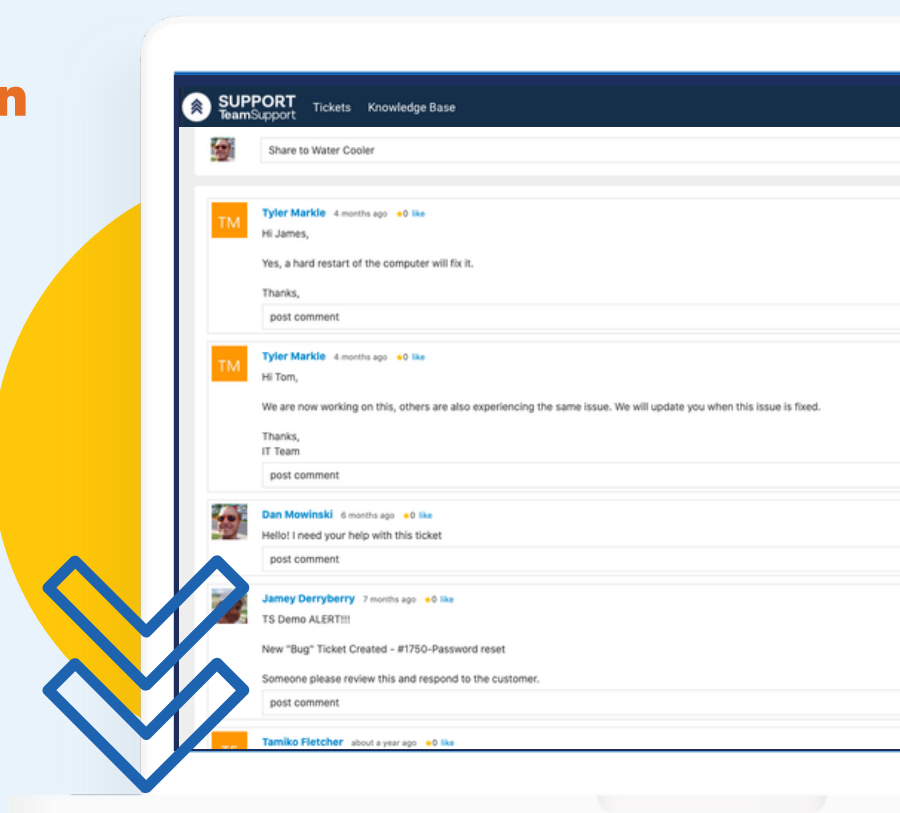 n
SUPPORT
TeamSupport
Tickets
Knowledge Base
Share to Water Cooler
TM
Tyler Markle 4 months ago 0 like
Hi James,
Yes, a hard restart of the computer will fix it.
Thanks,
post comment
TM
Tyler Markle 4 months ago 0 like
Hi Tom,
We are now working on this, others are also experiencing the same issue. We will update you when this issue is fixed.
Thanks,
IT Team
post comment
Dan Mowinski 6 months ago 0 like
Hello! I need your help with this ticket
post comment
Jamey Derryberry 7 months ago 0 like
TS Demo ALERT!!!
New "Bug" Ticket Created - #1750-Password reset
Someone please review this and respond to the customer.
post comment
Tamiko Fletcher about a year ago 0 like